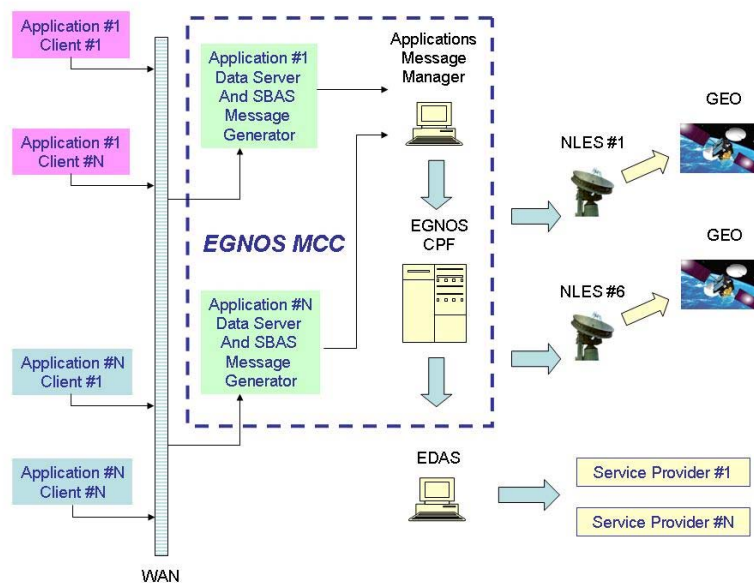 Application #1
Client #1
Application #1
Client #N
Application #N
Client #1
Application #N
Client #N
WAN
Application #1
Data Server
And SBAS
Message
Generator
EGNOS MCC
Application #N
Data Server
And SBAS
Message
Generator
Applications
Message
Manager
EGNOS
CPF
EDAS
NLES #1
GEO
NLES #6
GEO
Service Provider #1
Service Provider #N